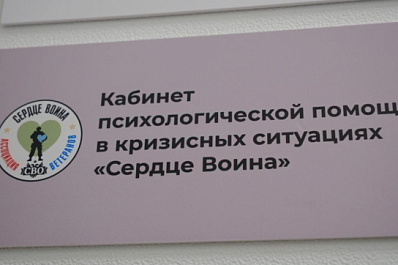 Кабинет
психологической помощ
в кризисных ситуациях
«Сердце Воина»
СЕРДЦЕ ВОИНА
АССОЦИАЦИЯ
ВЕТЕРАНОВ
СВО